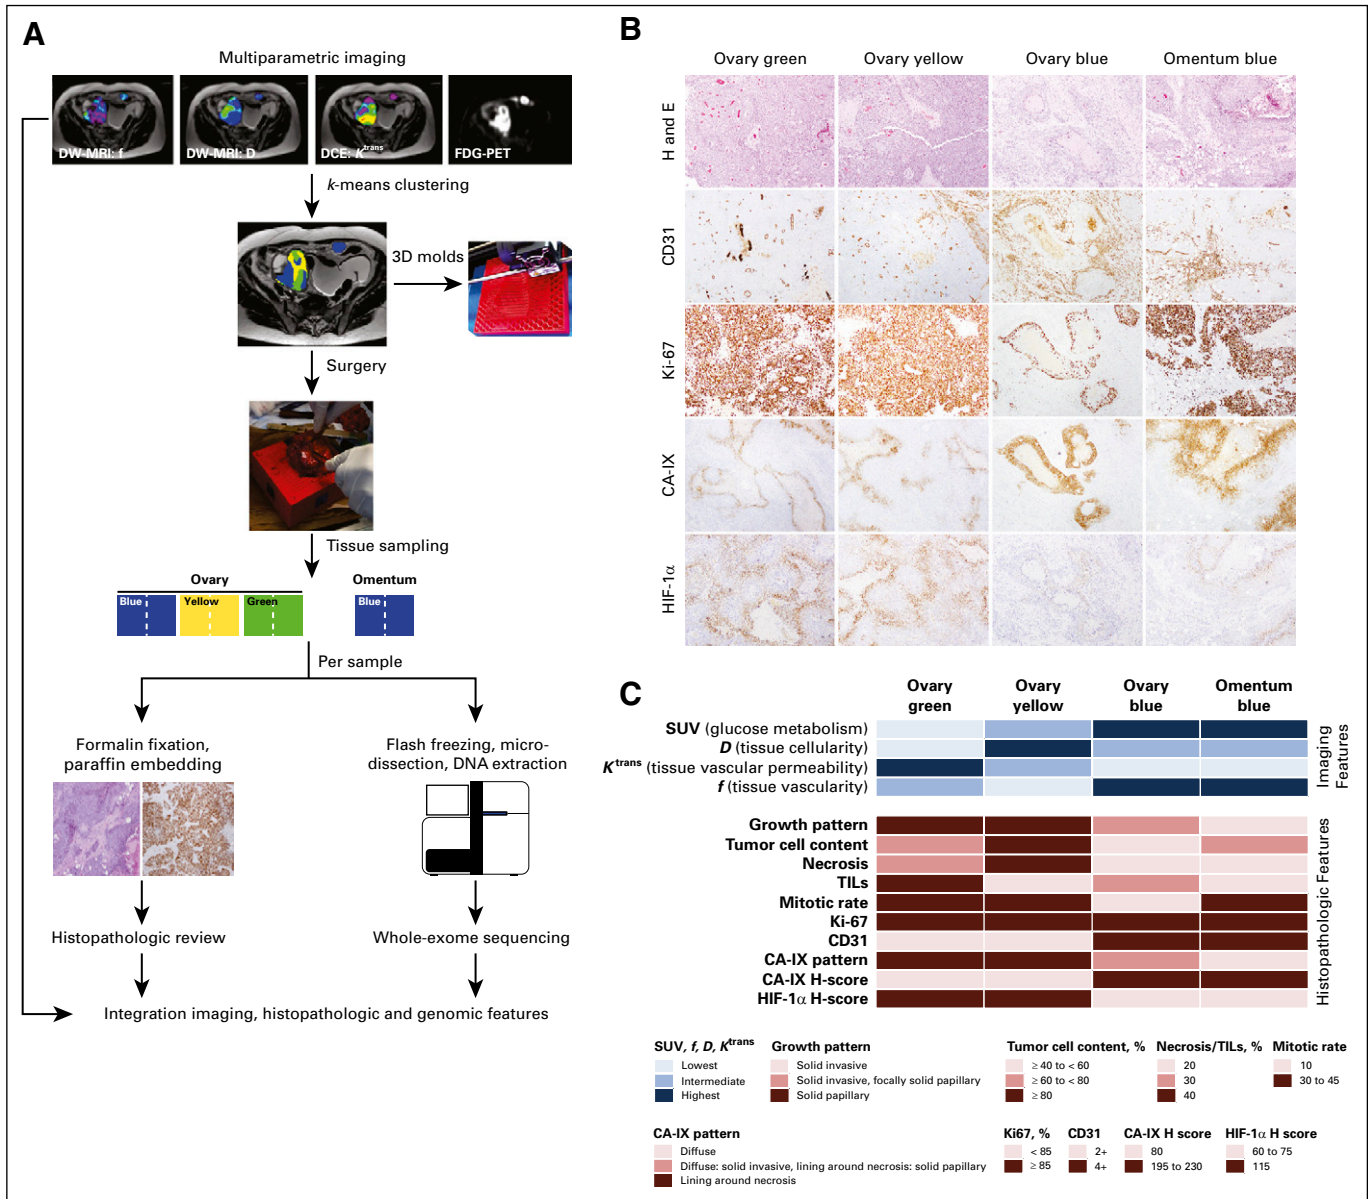 A
Multiparametric imaging
DW-MRI: f
DW-MRI: D
DCE: Ktrans
FDG-PET
k-means clustering
3D molds
Surgery
Tissue sampling
Ovary
Omentum
Blue
Yellow
Green
Blue
Per sample
Formalin fixation,
paraffin embedding
Flash freezing, micro-
dissection, DNA extraction
Histopathologic review
Whole-exome sequencing
Integration imaging, histopathologic and genomic features
B
Ovary green
Ovary yellow
Ovary blue
Omentum blue
H and E
CD31
Ki-67
CA-IX
HIF-1α
C
Ovary
green
Ovary
yellow
Ovary
blue
Omentum
blue
SUV (glucose metabolism)
D (tissue cellularity)
Ktrans (tissue vascular permeability)
f (tissue vascularity)
Imaging
Features
Growth pattern
Tumor cell content
Necrosis
TILs
Mitotic rate
Ki-67
CD31
CA-IX pattern
CA-IX H-score
HIF-1α H-score
Histopathologic Features
SUV, f, D, Ktrans
Lowest
Intermediate
Highest
Growth pattern
Solid invasive
Solid invasive, focally solid papillary
Solid papillary
Tumor cell content, %
≥ 40 to < 60
≥ 60 to < 80
≥ 80
Necrosis/TILs, %
20
30
40
Mitotic rate
10
30 to 45
CA-IX pattern
Diffuse
Diffuse: solid invasive, lining around necrosis: solid papillary
Lining around necrosis
Ki67, %
< 85
≥ 85
CD31
2+
4+
CA-IX H score
80
195 to 230
HIF-1α H score
60 to 75
115